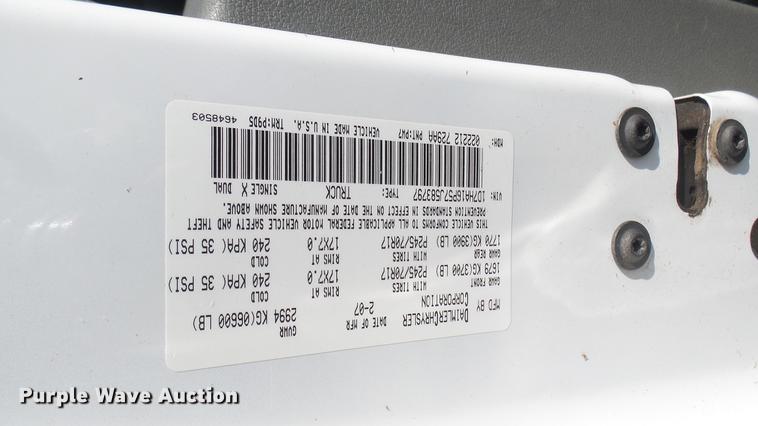 MFD BY DAIMLERCHRYSLER CORPORATION
DATE OF MFR 2-07
GVWR 2994 KG(06600 LB)
GAWR FRONT 1679 KG(3700 LB)
WITH TIRES P245/70R17
RIMS AT 17X7.0
COLD 240 KPA( 35 PSI)
GAWR REAR 1770 KG(3900 LB)
WITH TIRES P245/70R17
RIMS AT 17X7.0
COLD 240 KPA( 35 PSI)
THIS VEHICLE CONFORMS TO ALL APPLICABLE FEDERAL MOTOR VEHICLE SAFETY AND THEFT
PREVENTION STANDARDS IN EFFECT ON THE DATE OF MANUFACTURE SHOWN ABOVE.
VIN: 1D7HA16P57J583797 TYPE: TRUCK SINGLE X DUAL
MDH: 022212 729AA PNT:PW7 VEHICLE MADE IN U.S.A. TRM:P9D5
4648503
Purple Wave Auction